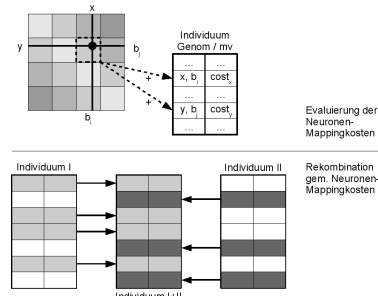 x
Individuum
Genom / mv
y
b_j
...
...
x, b_i
cost_x
...
...
y, b_j
cost_y
...
...
+
+
b_i
Evaluierung der
Neuronen-
Mappingkosten
Individuum I
Individuum II
Rekombination
gem. Neuronen-
Mappingkosten
Individuum I+II